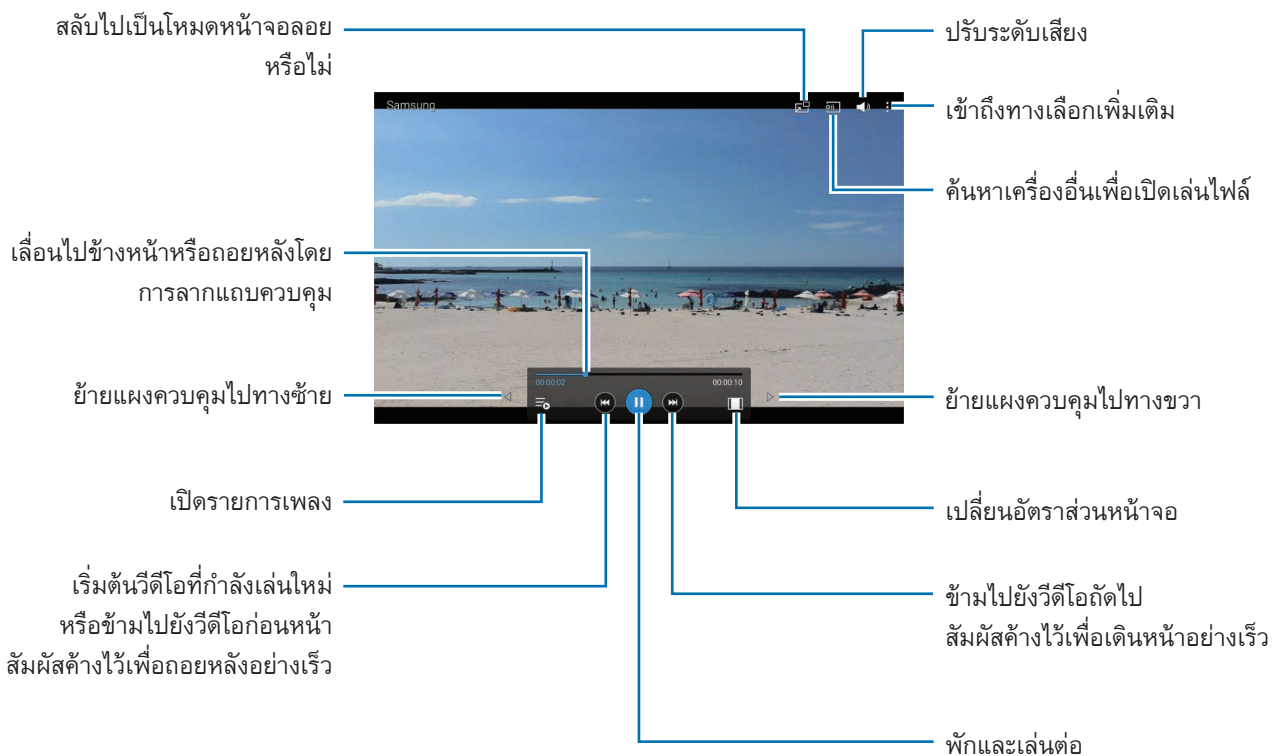 สลับไปเป็นโหมดหน้าจอลอย
หรือไม่
ปรับระดับเสียง
Samsung
เข้าถึงทางเลือกเพิ่มเติม
ค้นหาเครื่องอื่นเพื่อเปิดเล่นไฟล์
เลื่อนไปข้างหน้าหรือถอยหลังโดย
การลากแถบควบคุม
00:00:02
00:00:10
ย้ายแผงควบคุมไปทางซ้าย
ย้ายแผงควบคุมไปทางขวา
เปิดรายการเพลง
เปลี่ยนอัตราส่วนหน้าจอ
เริ่มต้นวีดีโอที่กำลังเล่นใหม่
หรือข้ามไปยังวีดีโอก่อนหน้า
สัมผัสค้างไว้เพื่อถอยหลังอย่างเร็ว
ข้ามไปยังวีดีโอถัดไป
สัมผัสค้างไว้เพื่อเดินหน้าอย่างเร็ว
พักและเล่นต่อ